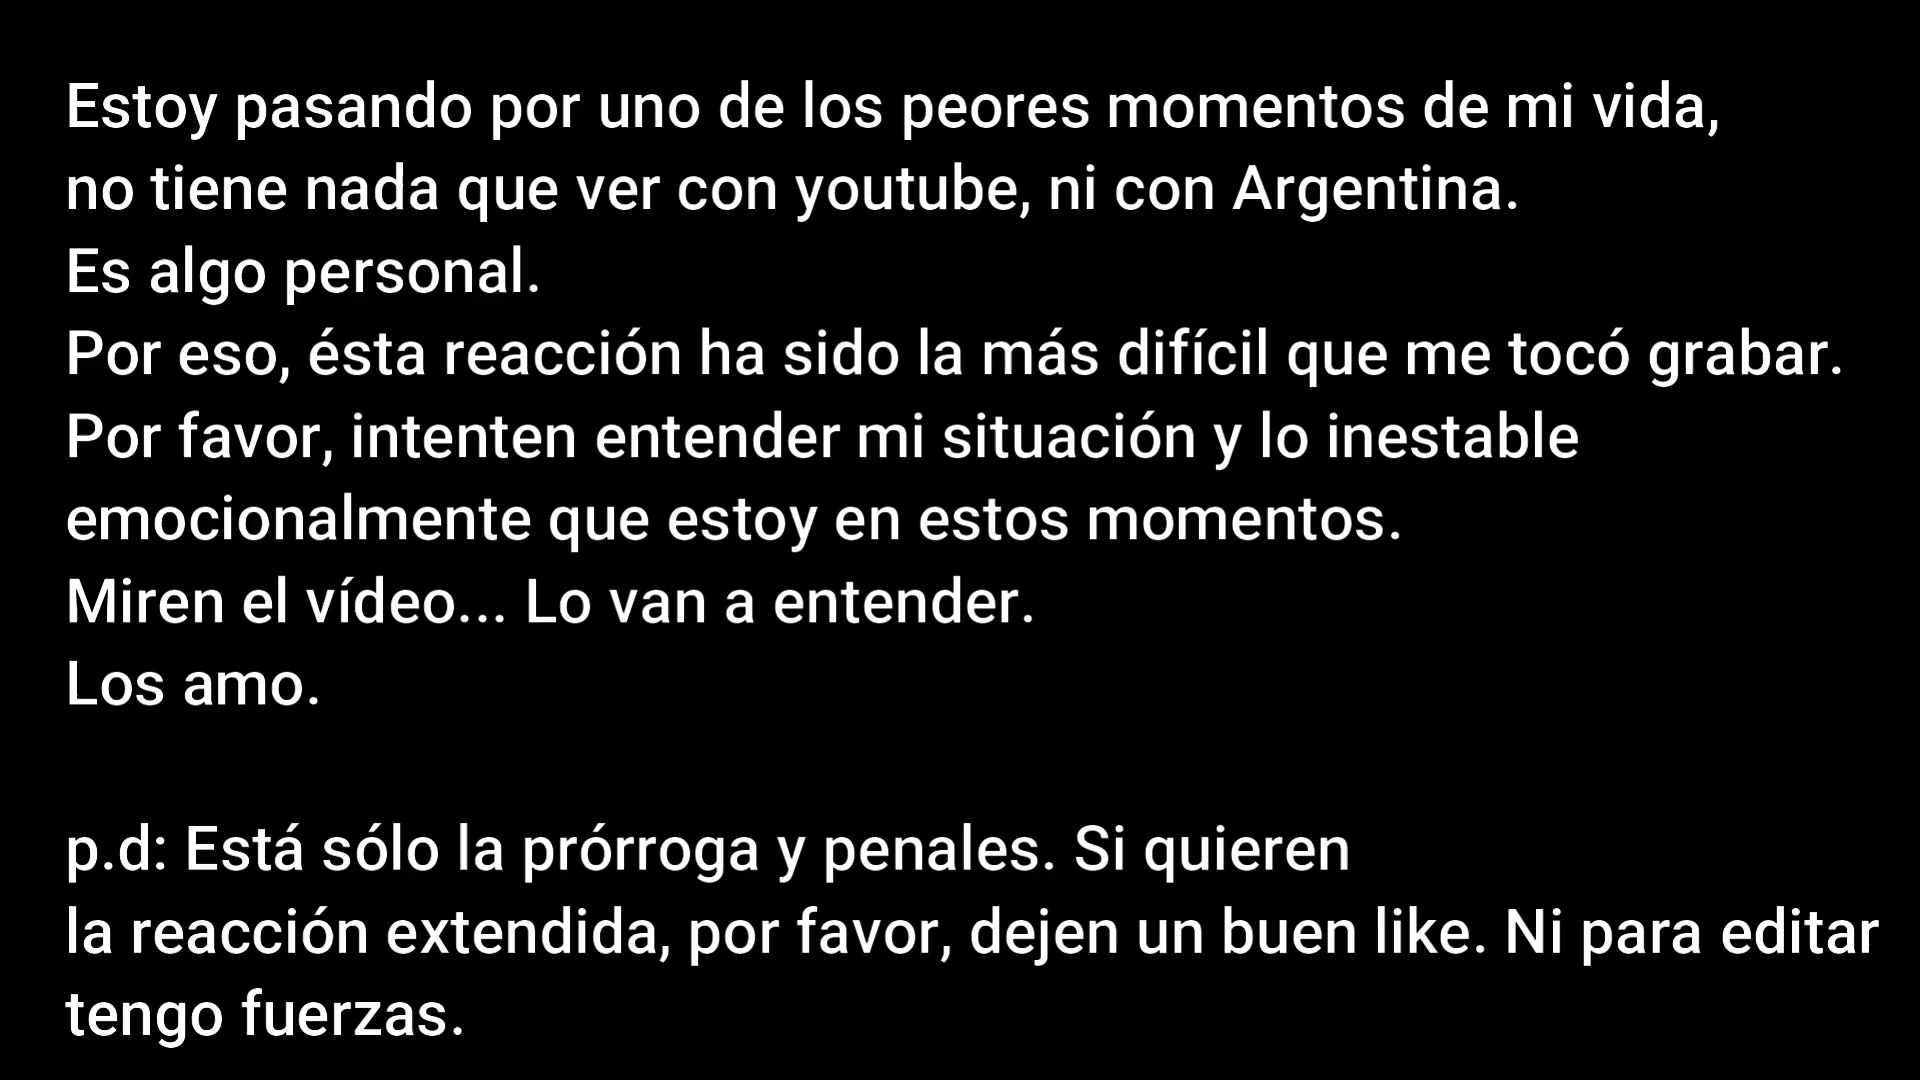 Estoy pasando por uno de los peores momentos de mi vida,
no tiene nada que ver con youtube, ni con Argentina.
Es algo personal.
Por eso, ésta reacción ha sido la más difícil que me tocó grabar.
Por favor, intenten entender mi situación y lo inestable
emocionalmente que estoy en estos momentos.
Miren el vídeo... Lo van a entender.
Los amo.
p.d: Está sólo la prórroga y penales. Si quieren
la reacción extendida, por favor, dejen un buen like. Ni para editar
tengo fuerzas.